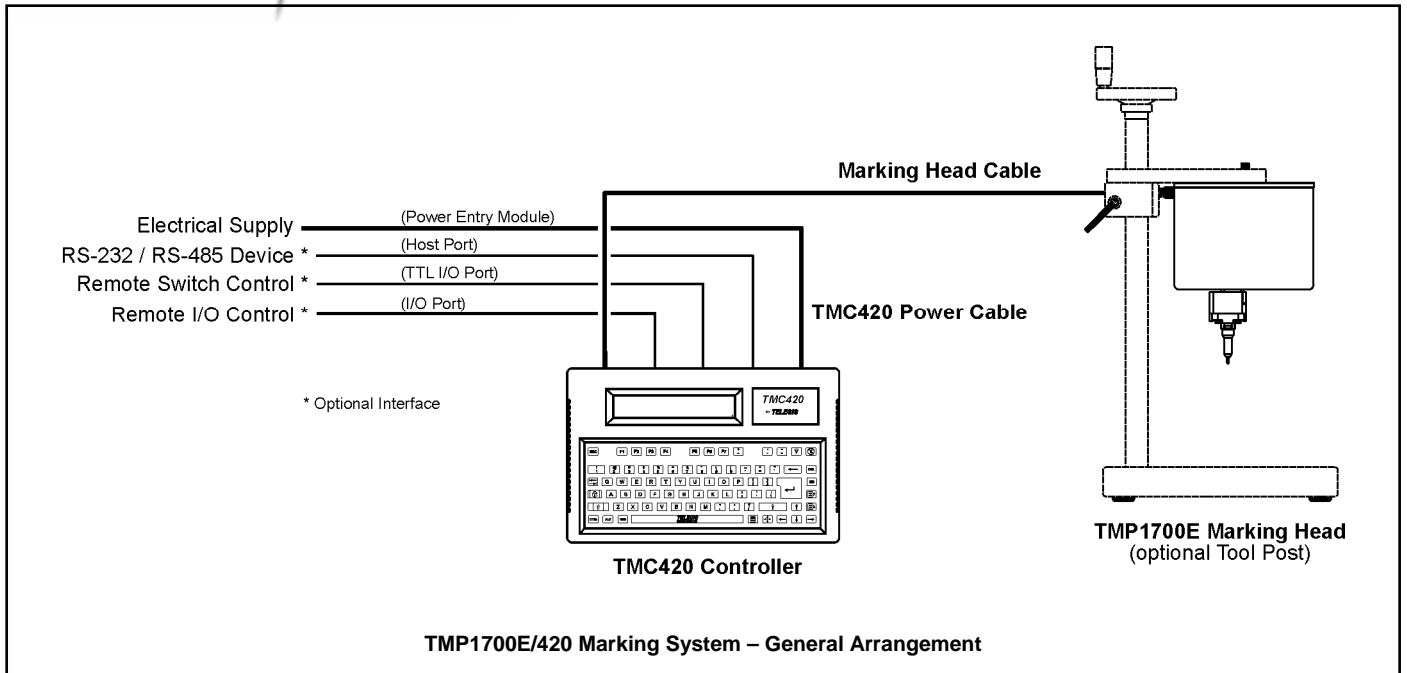 Marking Head Cable
Electrical Supply (Power Entry Module)
RS-232 / RS-485 Device * (Host Port)
Remote Switch Control * (TTL I/O Port)
Remote I/O Control * (I/O Port)
TMC420 Power Cable
* Optional Interface
TMC420
TELESIS
TMC420 Controller
TMP1700E Marking Head
(optional Tool Post)
TMP1700E/420 Marking System – General Arrangement